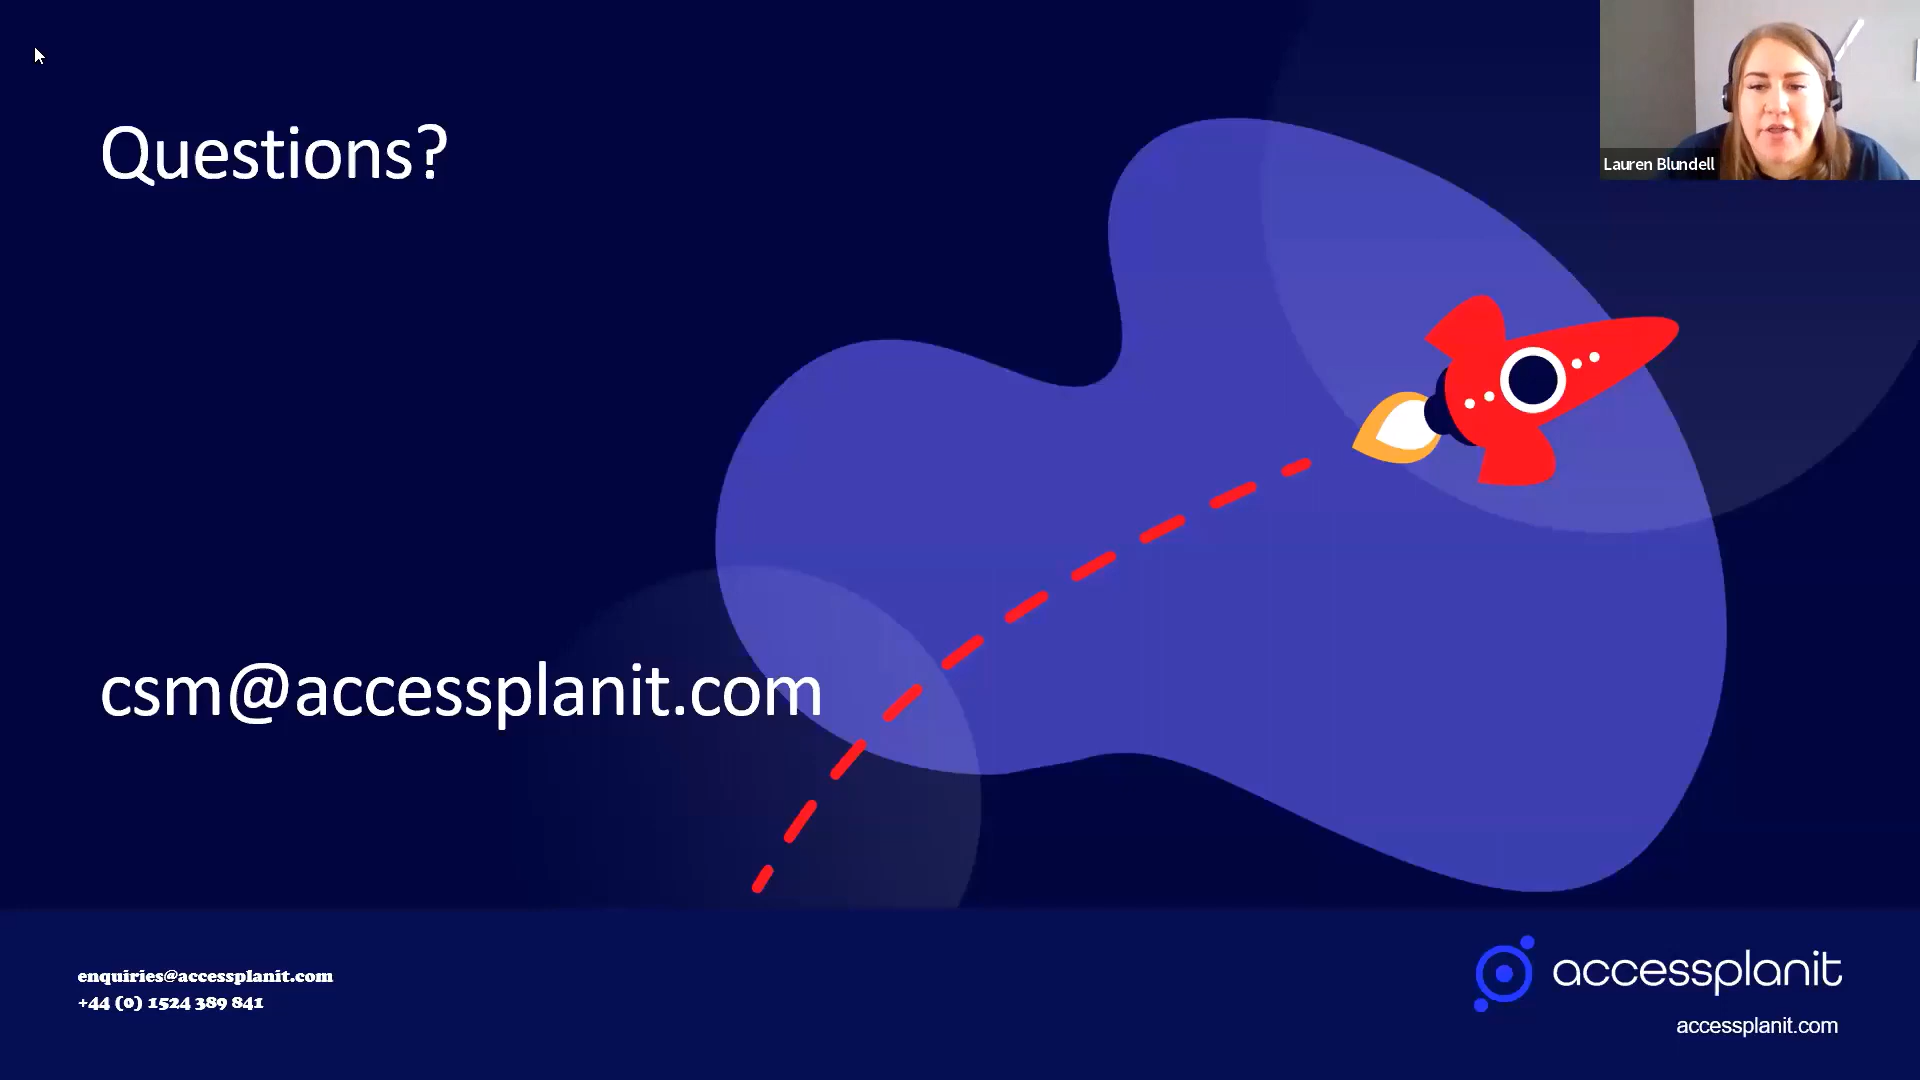 Questions?
Lauren Blundell
csm@accessplanit.com
enquiries@accessplanit.com
+44 (0) 1524 389 841
accessplanit
accessplanit.com